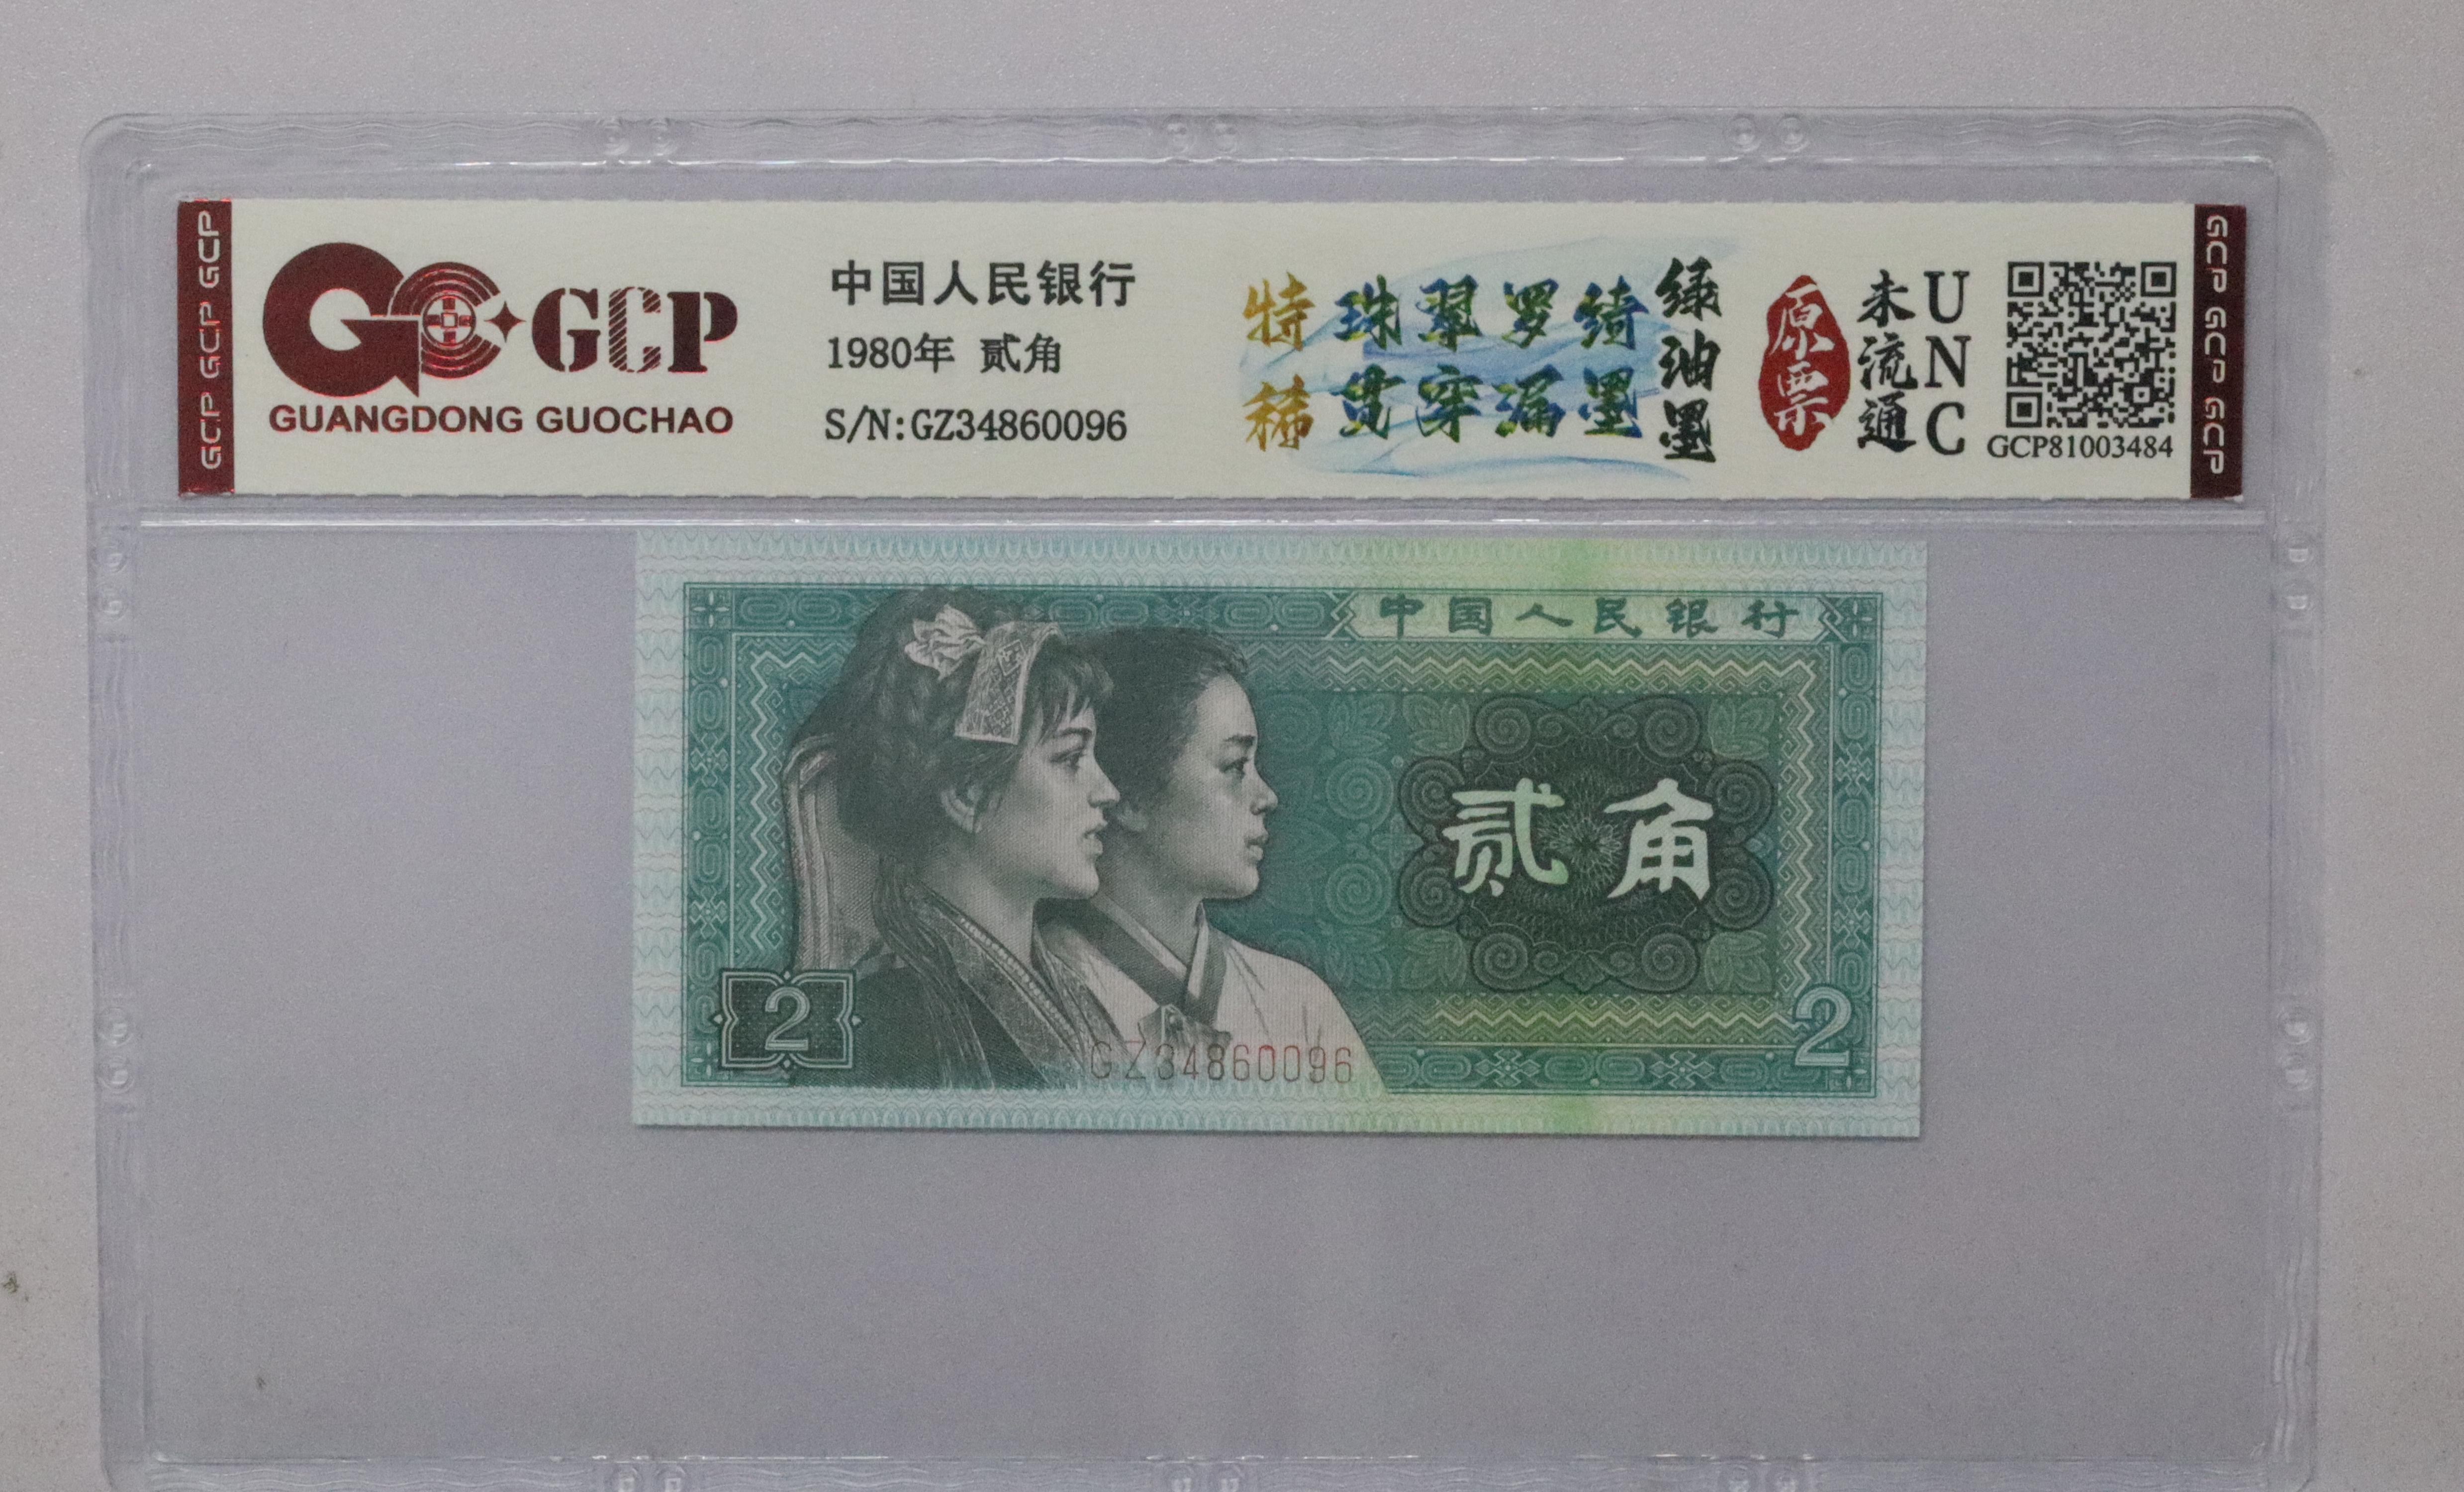 GCP GCP GCP
GCP
GUANGDONG GUOCHAO
中国人民银行
1980年 贰角
S/N:GZ34860096
特稀
珠翠罗绮
贯穿漏墨
绿油墨
原票
未流通
UNC
GCP81003484
GCP GCP GCP
中国人民银行
贰角
2
2
GZ34860096